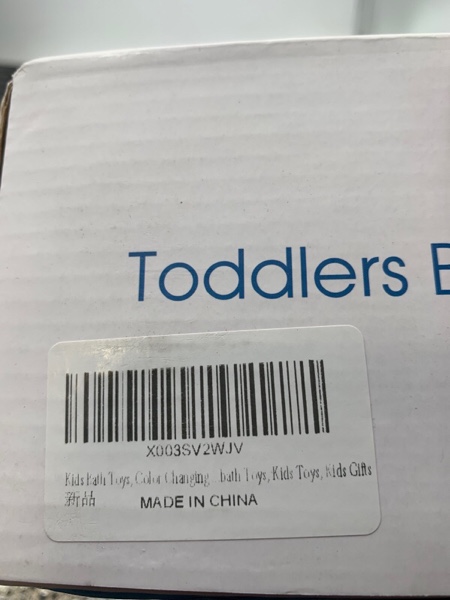 Toddlers B
X003SV2WJV
Kids Bath Toys, Color Changing bath Toys, Kids Toys, Kids Gifts
新品
MADE IN CHINA